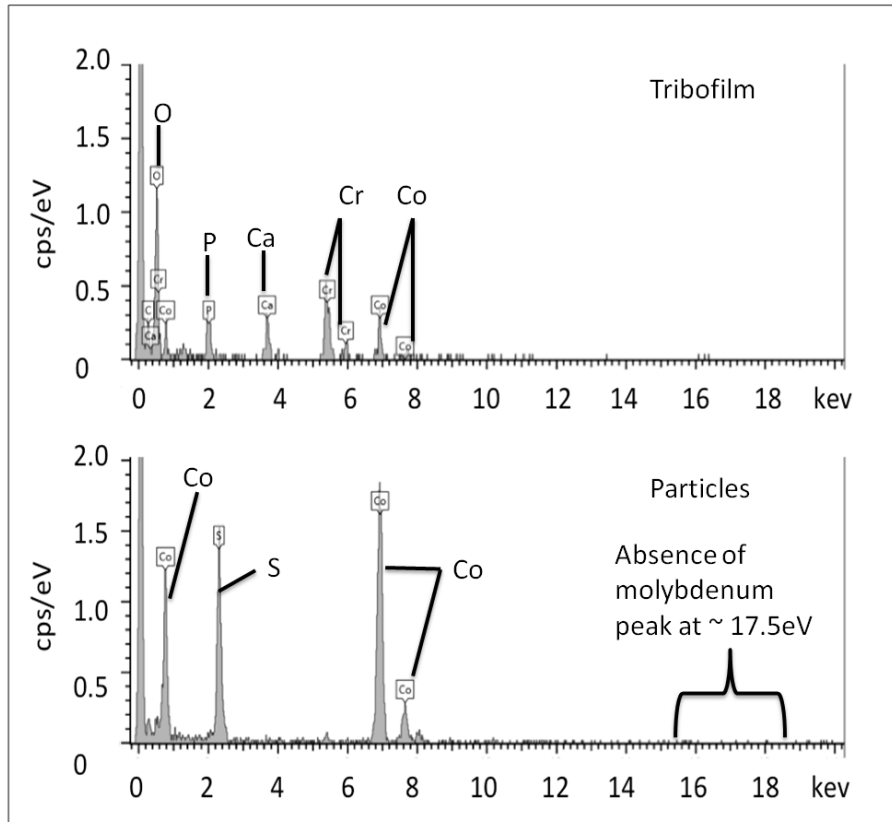 2.0
Tribofilm
O
1.5
O
Cr
Co
cps/eV
1.0
P
Ca
0.5
Cr
Cr
C
Co
P
Ca
Co
Ca
Cr
Co
0
0 2 4 6 8 10 12 14 16 18 kev
2.0
Co
Particles
Co
1.5
S
Absence of
molybdenum
peak at ~ 17.5eV
Co
S
Co
cps/eV
1.0
0.5
Co
0
0 2 4 6 8 10 12 14 16 18 kev